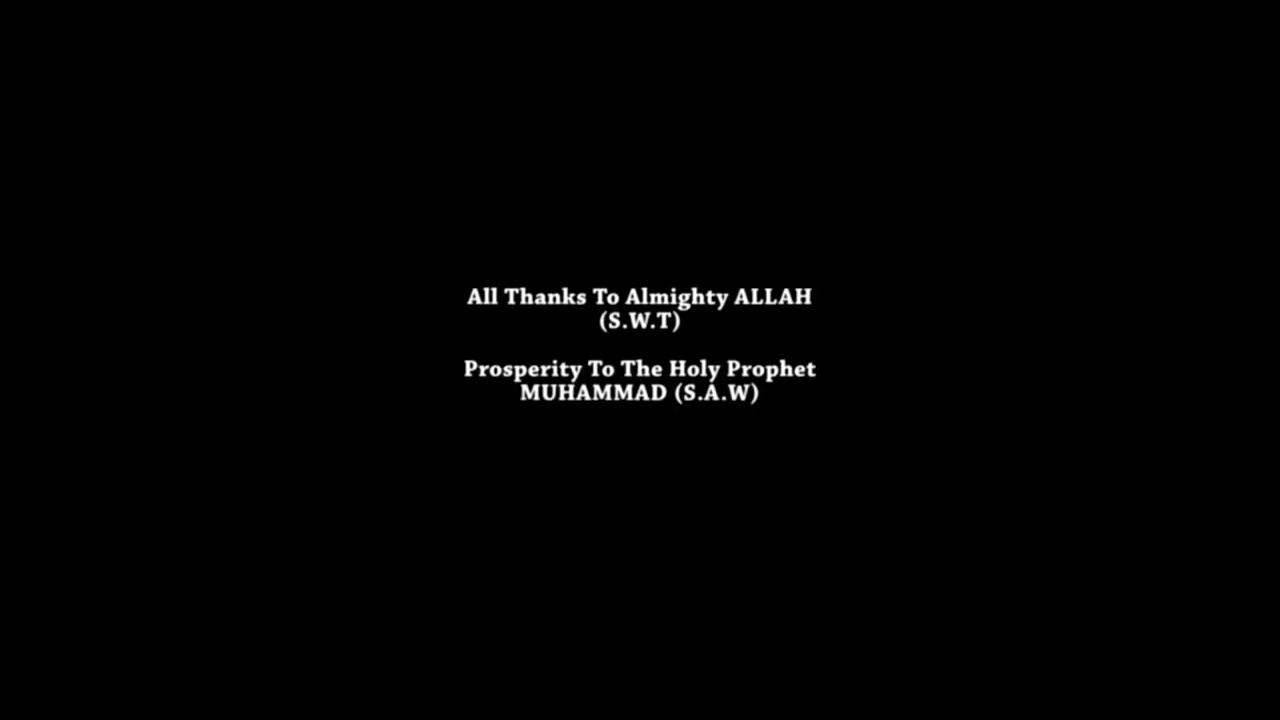 All Thanks To Almighty ALLAH
(S.W.T)
Prosperity To The Holy Prophet
MUHAMMAD (S.A.W)